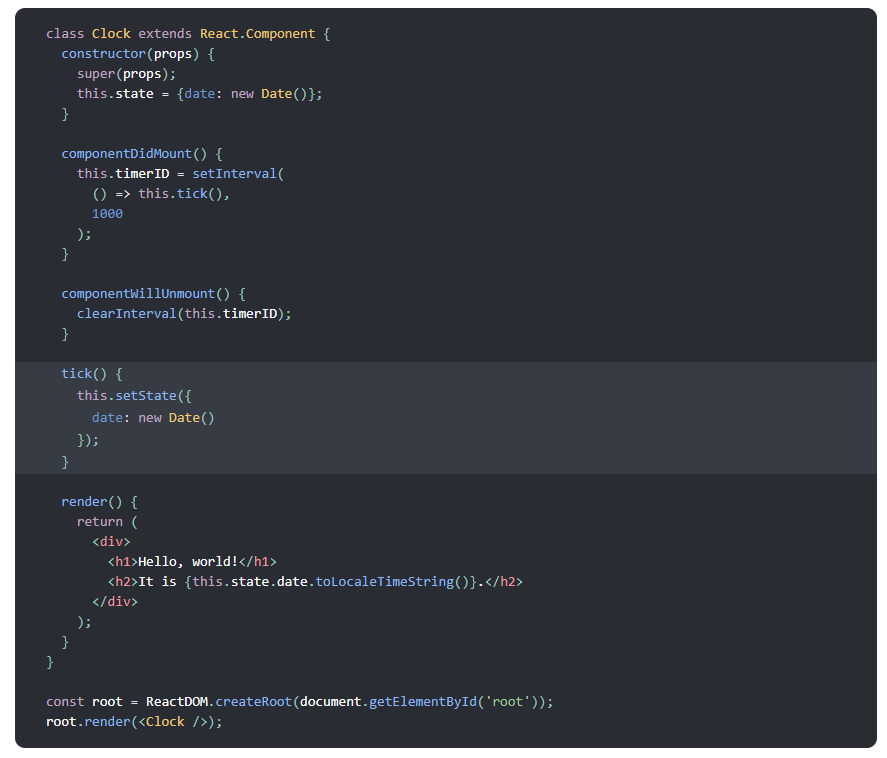 class Clock extends React.Component {
  constructor(props) {
    super(props);
    this.state = {date: new Date()};
  }

  componentDidMount() {
    this.timerID = setInterval(
      () => this.tick(),
      1000
    );
  }

  componentWillUnmount() {
    clearInterval(this.timerID);
  }

  tick() {
    this.setState({
      date: new Date()
    });
  }

  render() {
    return (
      <div>
        <h1>Hello, world!</h1>
        <h2>It is {this.state.date.toLocaleTimeString()}.</h2>
      </div>
    );
  }
}

const root = ReactDOM.createRoot(document.getElementById('root'));
root.render(<Clock />);